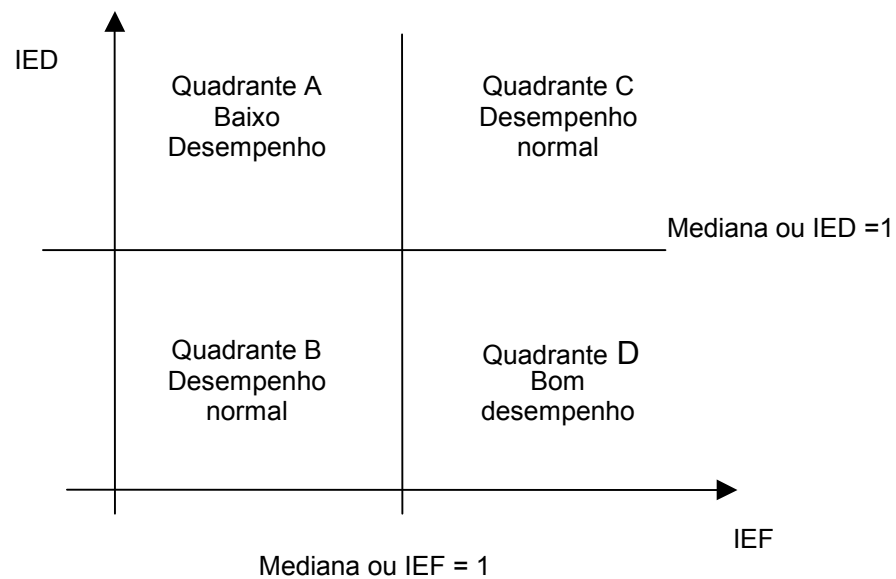 IED
Quadrante A
Baixo
Desempenho
Quadrante C
Desempenho
normal
Mediana ou IED =1
Quadrante B
Desempenho
normal
Quadrante D
Bom
desempenho
IEF
Mediana ou IEF = 1